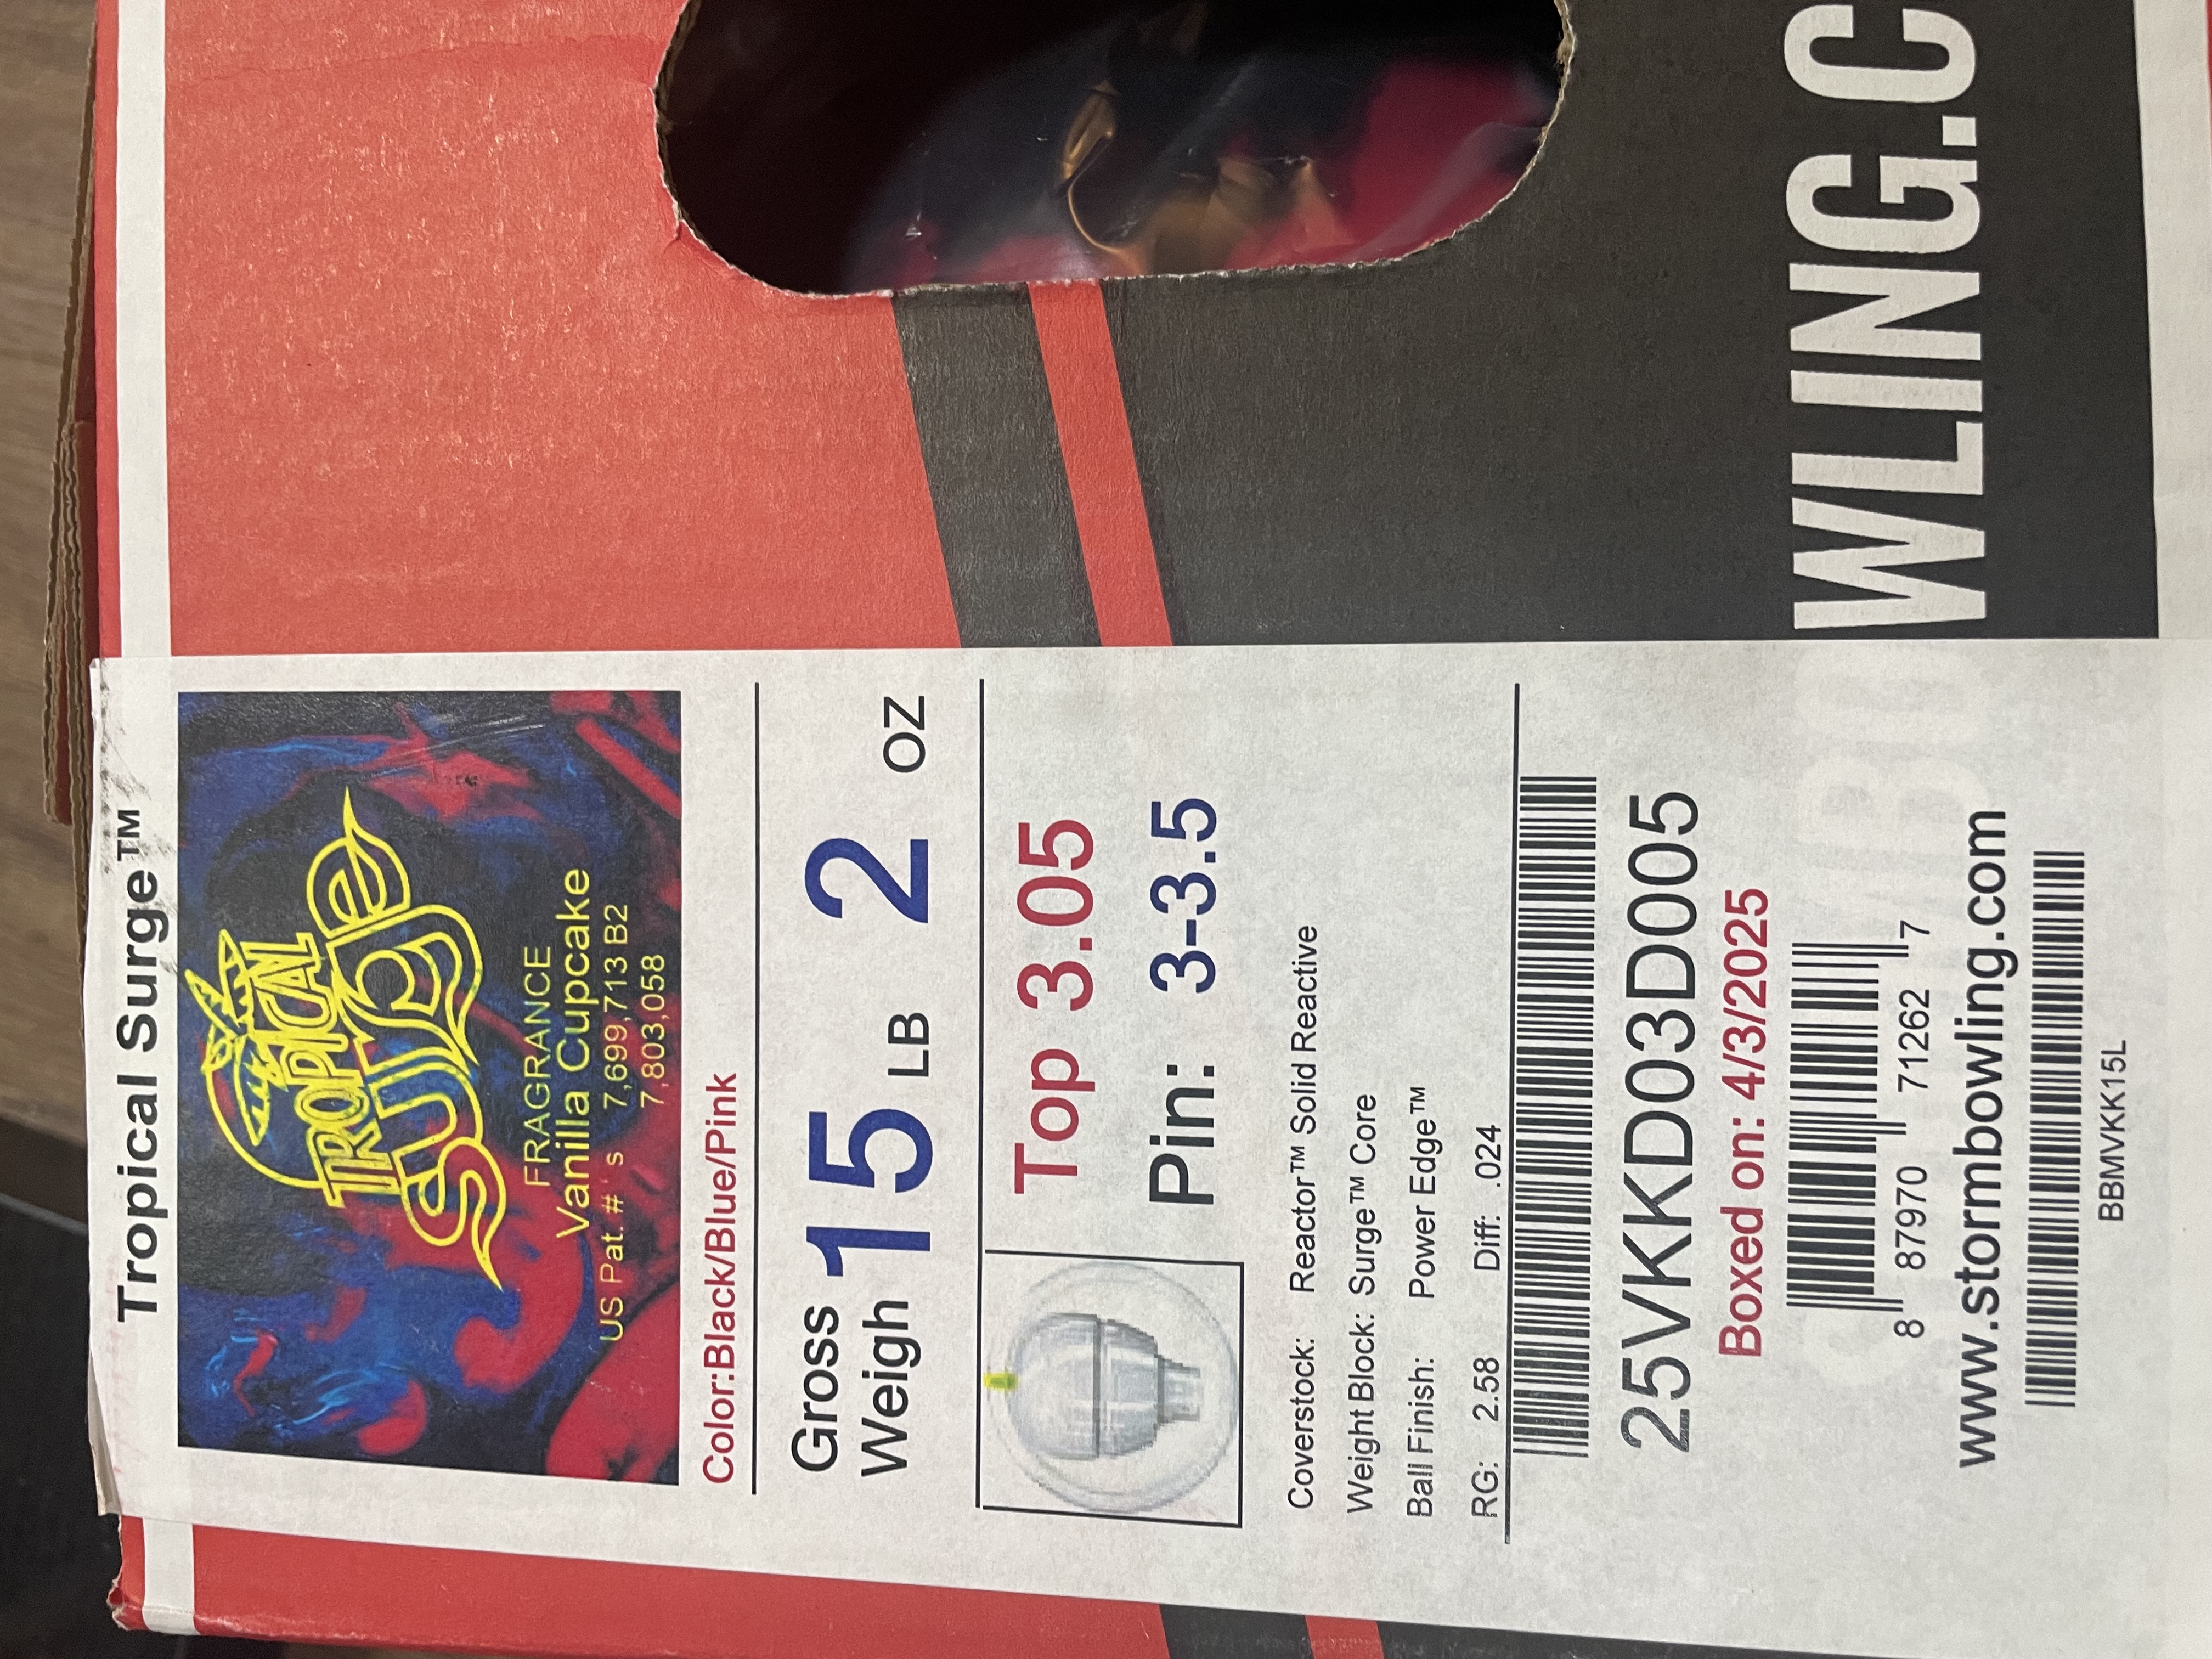 Tropical Surge™
TROPICAL
SURGE
FRAGRANCE
Vanilla Cupcake
US Pat. # ' s 7,699,713 B2
7,803,058
Color:Black/Blue/Pink
Gross
Weigh 15 LB 2 OZ
Top 3.05
Pin: 3-3.5
Coverstock: Reactor™ Solid Reactive
Weight Block: Surge™ Core
Ball Finish: Power Edge™
RG: 2.58 Diff: .024
25VKKD03D005
Boxed on: 4/3/2025
8 87970 71262 7
www.stormbowling.com
BBMVKK15L
WLING.C